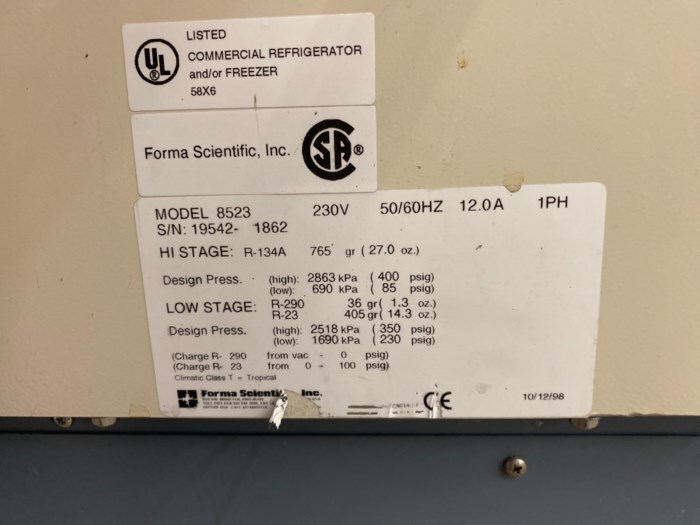 LISTED
UL
COMMERCIAL REFRIGERATOR
and/or FREEZER
58X6
Forma Scientific, Inc. SA ®
MODEL 8523 230V 50/60HZ 12.0A 1PH
S/N: 19542- 1862
HI STAGE: R-134A 765 gr (27.0 oz.)
Design Press. (high): 2863 kPa (400 psig)
(low): 690 kPa (85 psig)
LOW STAGE: R-290 36 gr(1.3 oz.)
R-23 405 gr(14.3 oz.)
Design Press. (high): 2518 kPa (350 psig)
(low): 1690 kPa (230 psig)
(Charge R- 290 from vac - 0 psig)
(Charge R- 23 from 0 - 100 psig)
Climatic Class T - Tropical
Forma Scientific, Inc.
CE 10/12/98